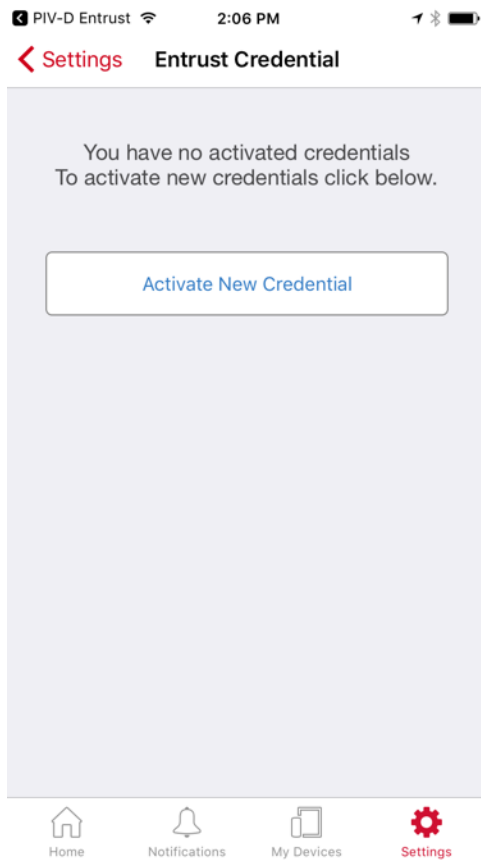 PIV-D Entrust 2:06 PM
Settings Entrust Credential
You have no activated credentials
To activate new credentials click below.
Activate New Credential
Home Notifications My Devices Settings